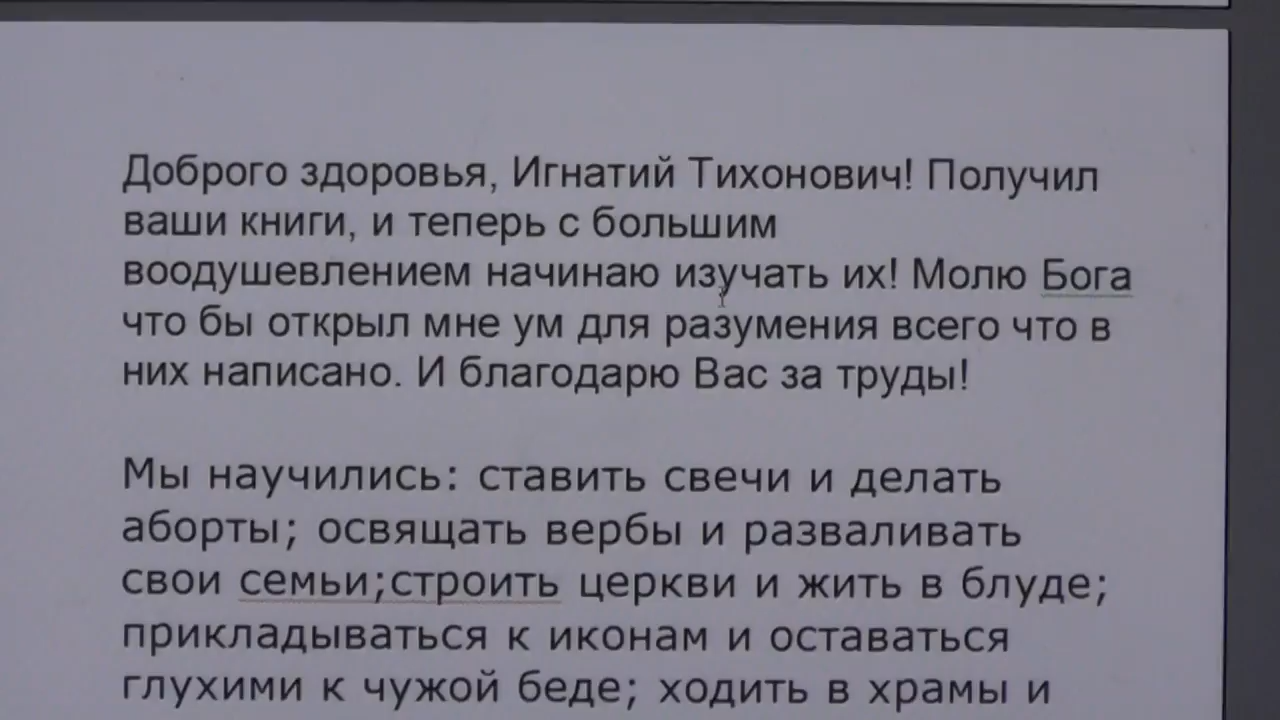 Доброго здоровья, Игнатий Тихонович! Получил
ваши книги, и теперь с большим
воодушевлением начинаю изучать их! Молю Бога
что бы открыл мне ум для разумения всего что в
них написано. И благодарю Вас за труды!
Мы научились: ставить свечи и делать
аборты; освящать вербы и разваливать
свои семьи;строить церкви и жить в блуде;
прикладываться к иконам и оставаться
глухими к чужой беде; ходить в храмы и